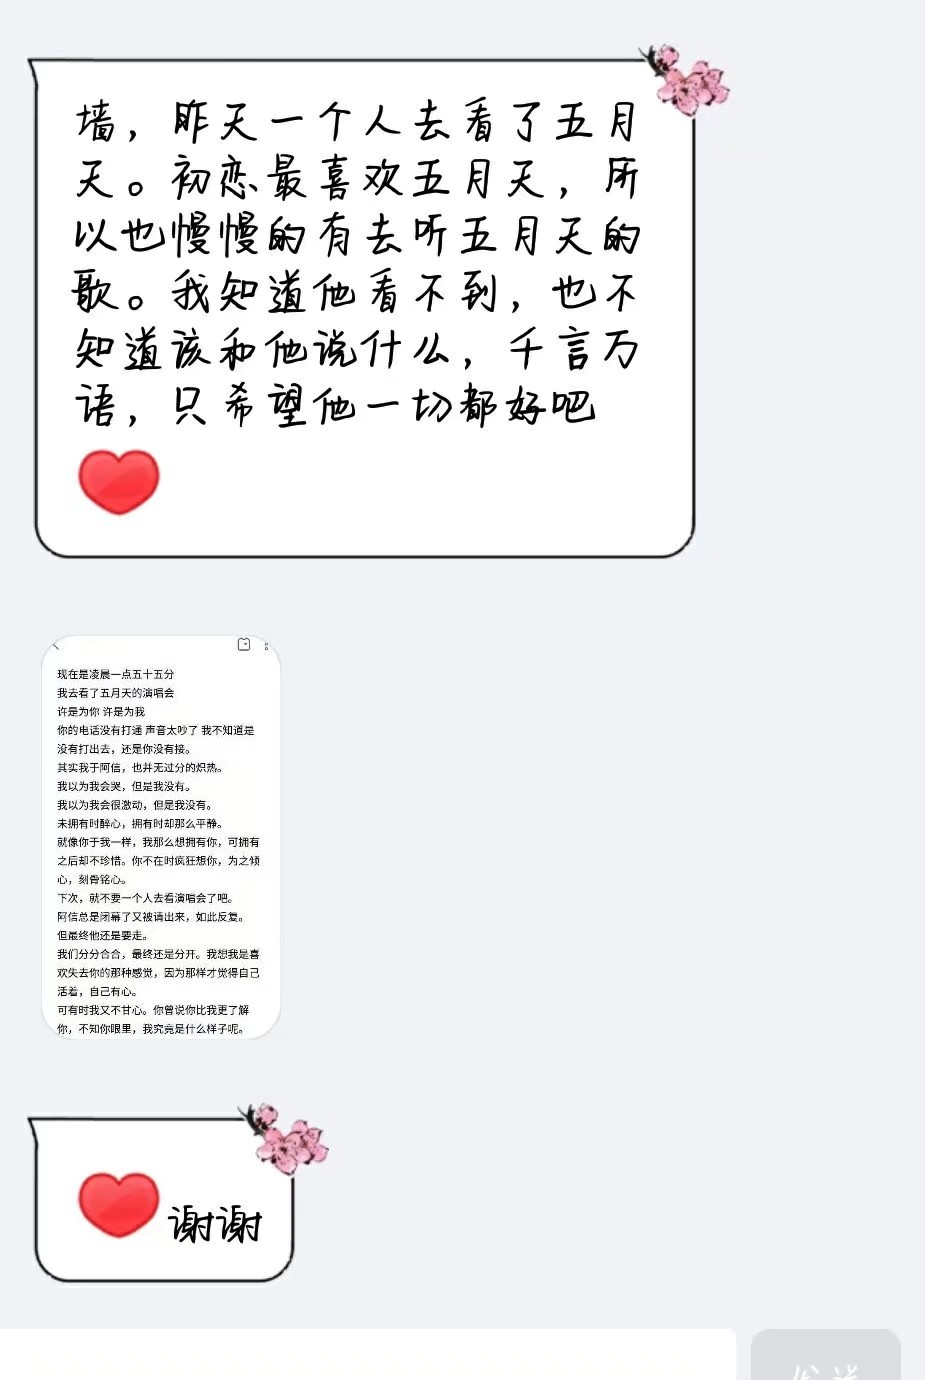 墙，昨天一个人去看了五月
天。初恋最喜欢五月天，所
以也慢慢的有去听五月天的
歌。我知道他看不到，也不
知道该和他说什么，千言万
语，只希望他一切都好吧
现在是凌晨一点五十五分
我去看了五月天的演唱会
许是为你 许是为我
你的电话没有打通 声音太吵了 我不知道是
没有打出去，还是你没有接。
其实我于阿信，也并无过分的炽热。
我以为我会哭，但是我没有。
我以为我会很激动，但是我没有。
未拥有时醉心，拥有时却那么平静。
就像你于我一样，我那么想拥有你，可拥有
之后却不珍惜。你不在时疯狂想你，为之倾
心，刻骨铭心。
下次，就不要一个人去看演唱会了吧。
阿信总是闭幕了又被请出来，如此反复。
但最终他还是要走。
我们分分合合，最终还是分开。我想我是喜
欢失去你的那种感觉，因为那样才觉得自己
活着，自己有心。
可有时我又不甘心。你曾说你比我更了解
你，不知你眼里，我究竟是什么样子呢。
谢谢